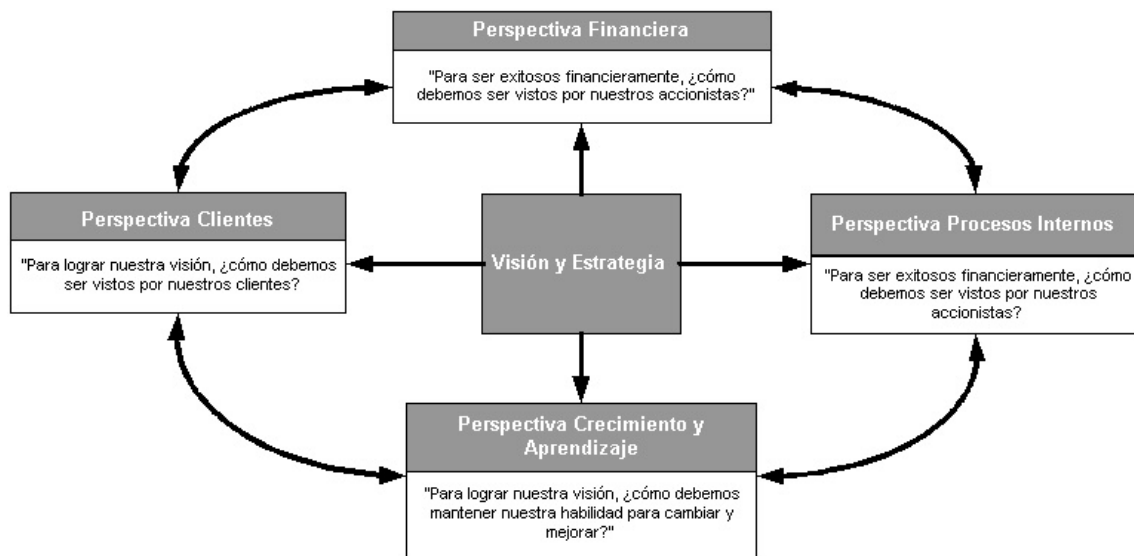 Perspectiva Financiera
"Para ser exitosos financieramente, ¿cómo
debemos ser vistos por nuestros accionistas?"
Perspectiva Clientes
"Para lograr nuestra visión, ¿cómo debemos
ser vistos por nuestros clientes?
Visión y Estrategia
Perspectiva Procesos Internos
"Para ser exitosos financieramente, ¿cómo
debemos ser vistos por nuestros
accionistas?
Perspectiva Crecimiento y
Aprendizaje
"Para lograr nuestra visión, ¿cómo debemos
mantener nuestra habilidad para cambiar y
mejorar?"